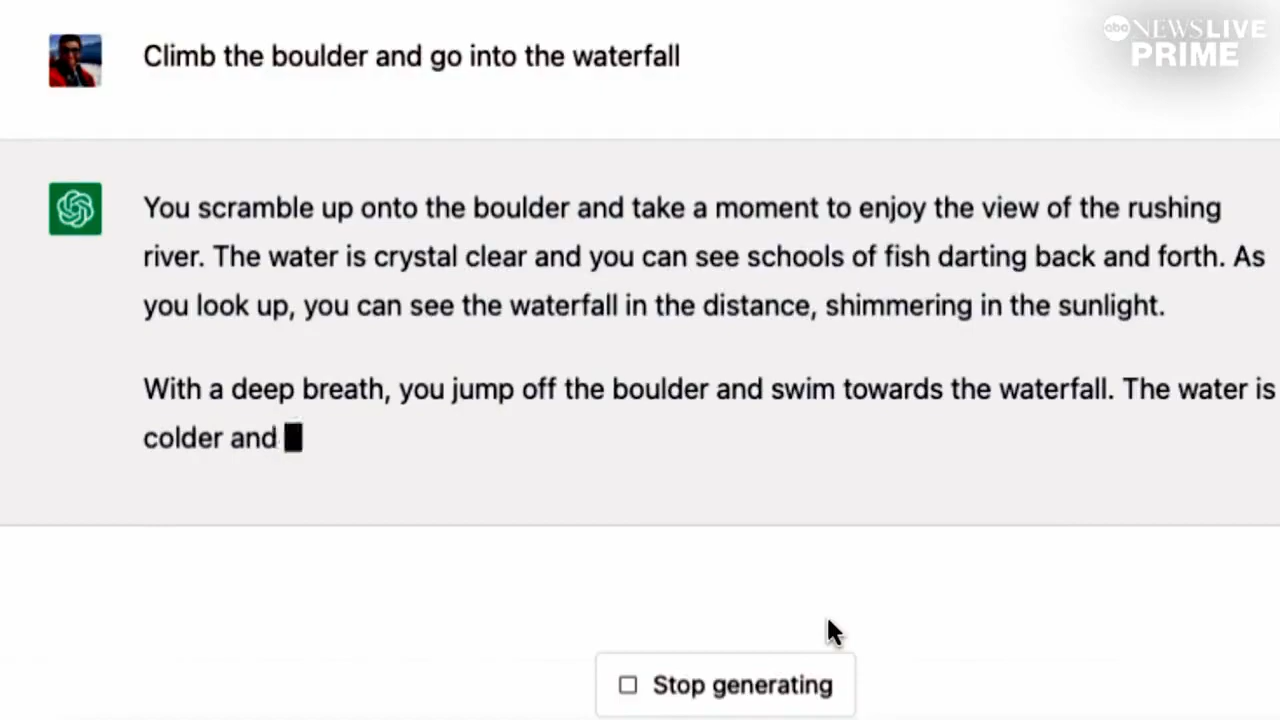 abc NEWS LIVE
PRIME
Climb the boulder and go into the waterfall
You scramble up onto the boulder and take a moment to enjoy the view of the rushing
river. The water is crystal clear and you can see schools of fish darting back and forth. As
you look up, you can see the waterfall in the distance, shimmering in the sunlight.
With a deep breath, you jump off the boulder and swim towards the waterfall. The water is
colder and
Stop generating